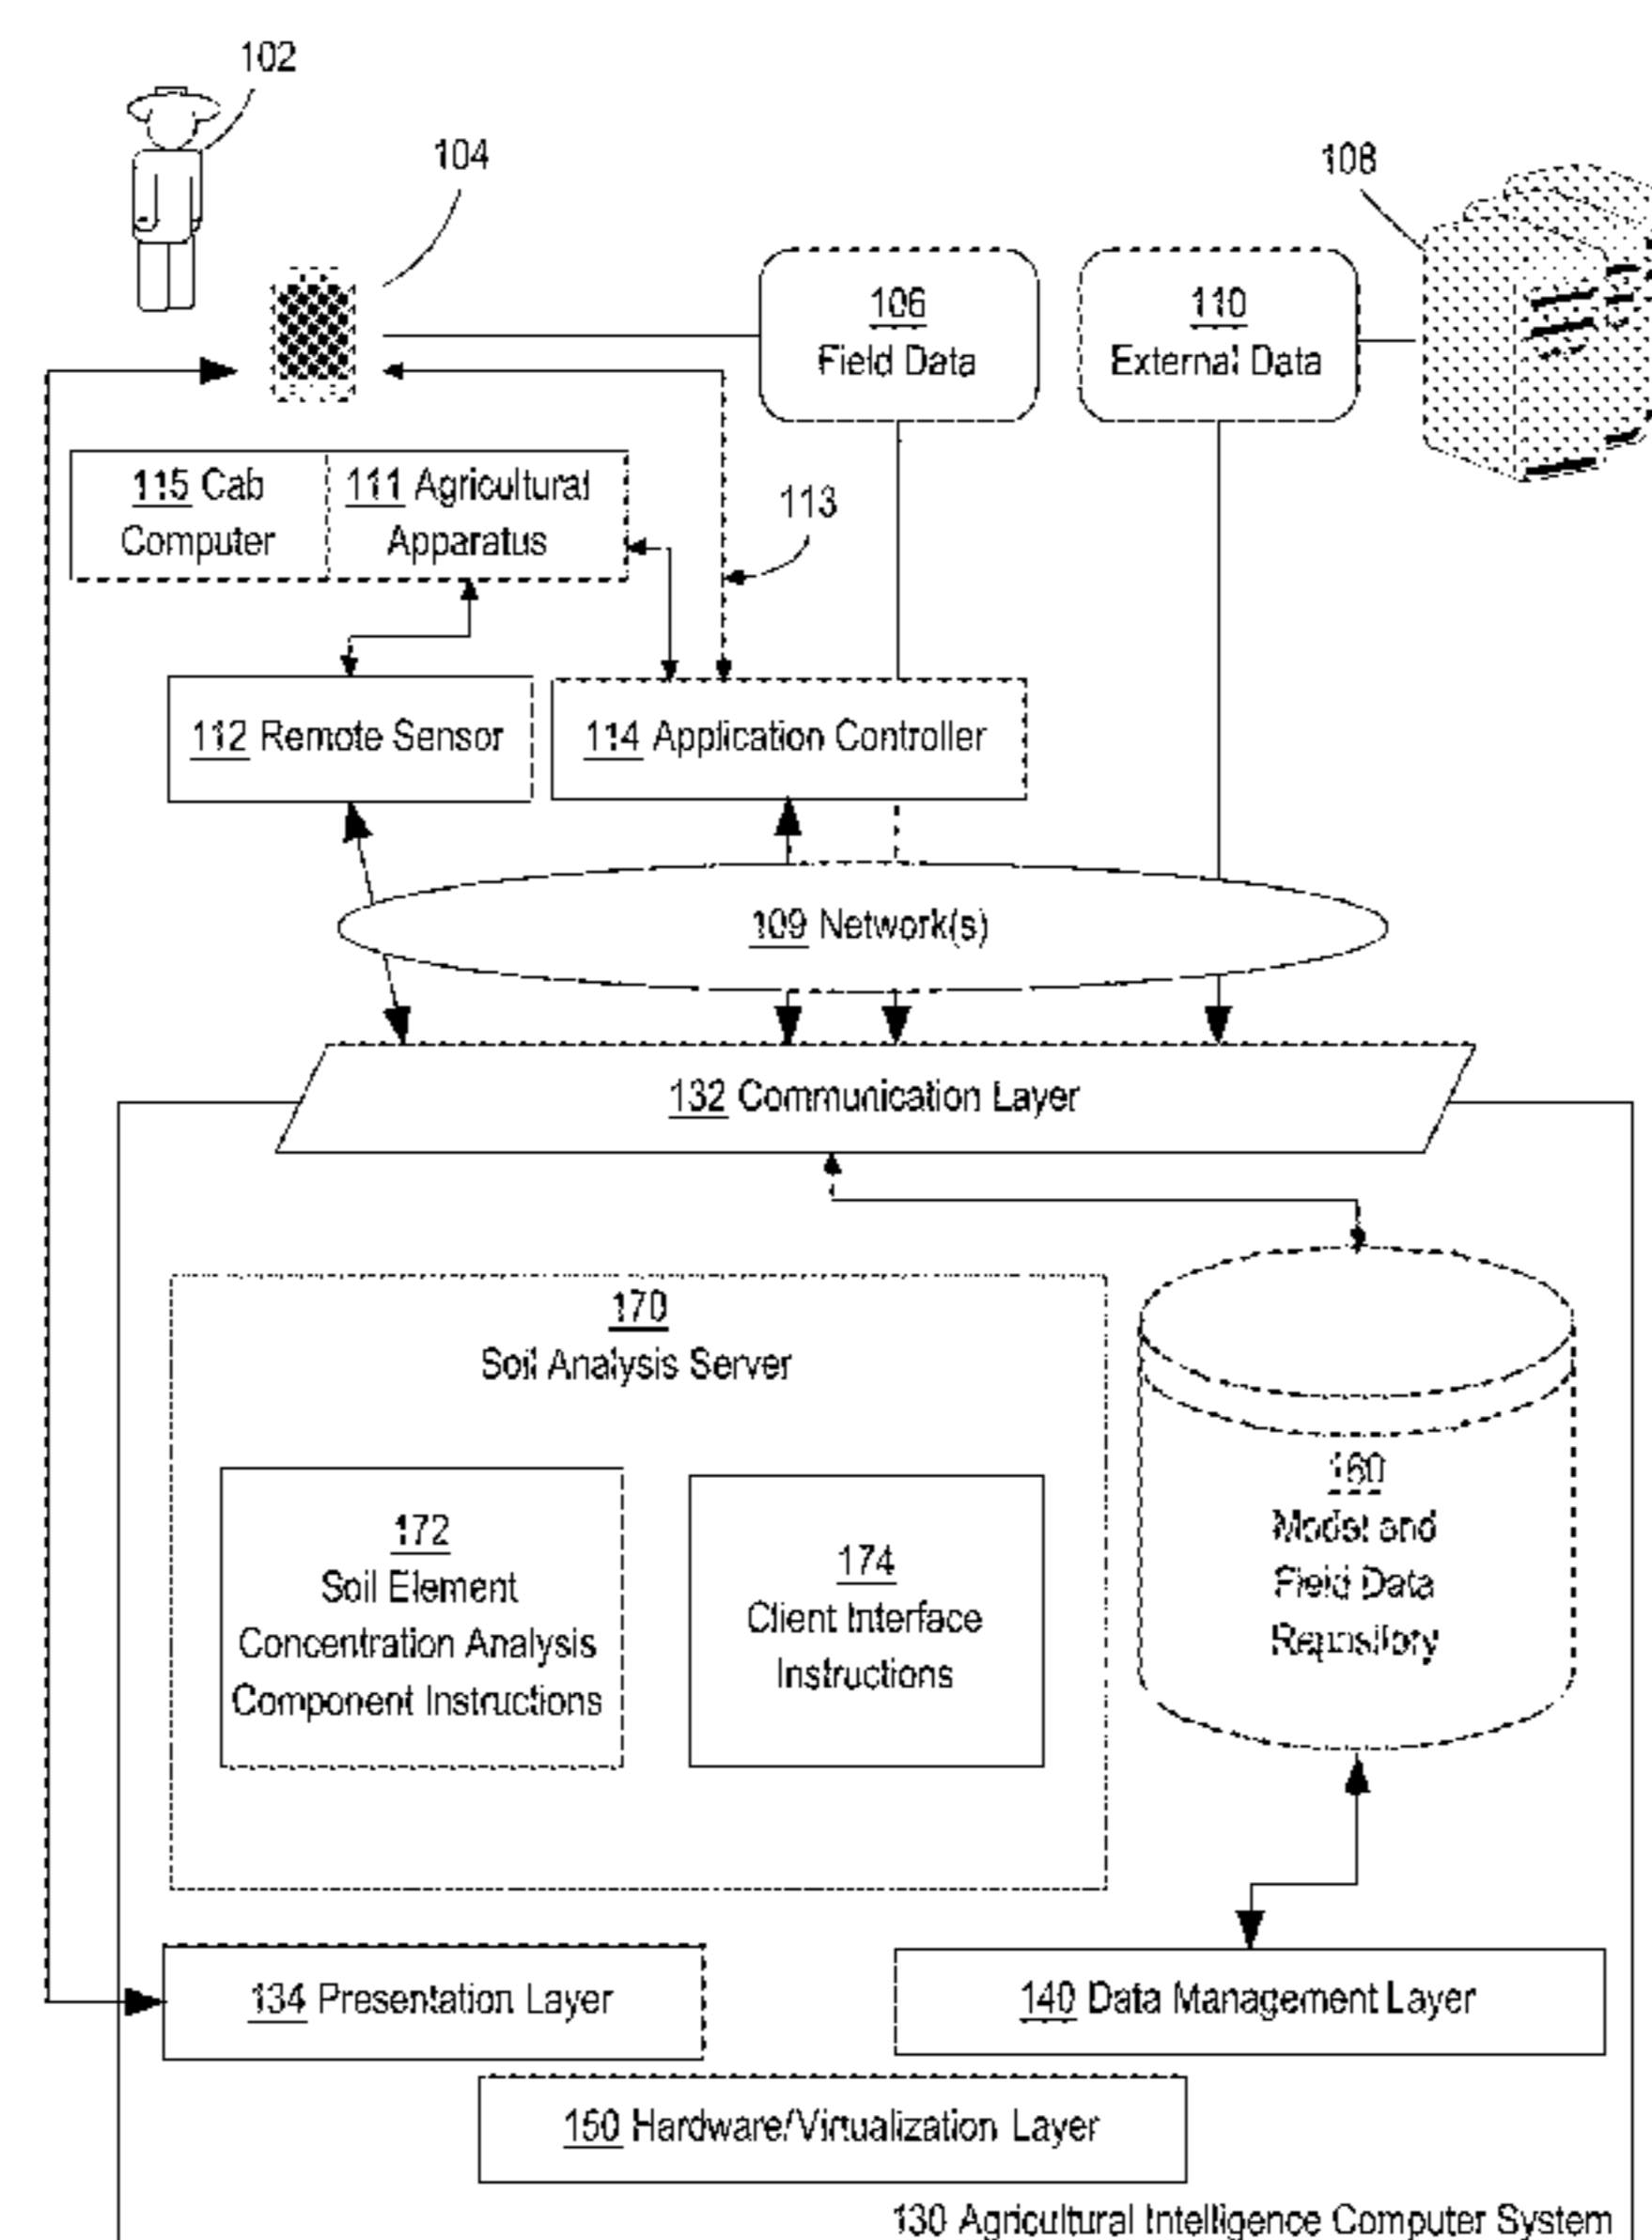 102
104
108
106
Field Data
110
External Data
115 Cab
Computer
111 Agricultural
Apparatus
113
112 Remote Sensor
114 Application Controller
109 Network(s)
132 Communication Layer
170
Soil Analysis Server
172
Soil Element
Concentration Analysis
Component Instructions
174
Client Interface
Instructions
160
Model and
Field Data
Repository
134 Presentation Layer
140 Data Management Layer
150 Hardware/Virtualization Layer
130 Agricultural Intelligence Computer System